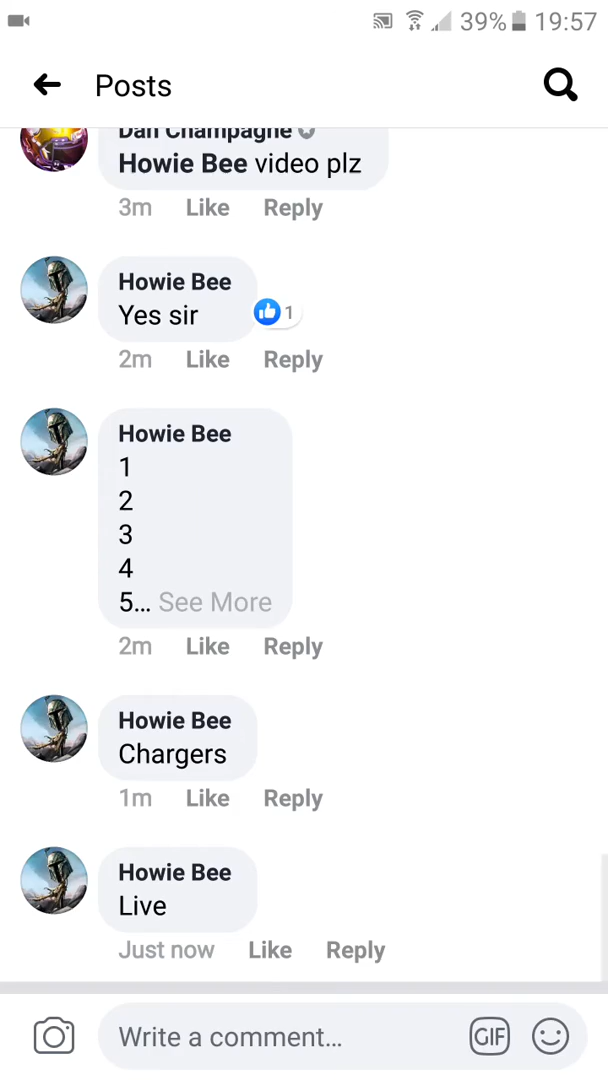 39% 19:57
Posts
Dan Champagne
Howie Bee video plz
3m Like Reply
Howie Bee
Yes sir
1
2m Like Reply
Howie Bee
1
2
3
4
5... See More
2m Like Reply
Howie Bee
Chargers
1m Like Reply
Howie Bee
Live
Just now Like Reply
Write a comment...
GIF